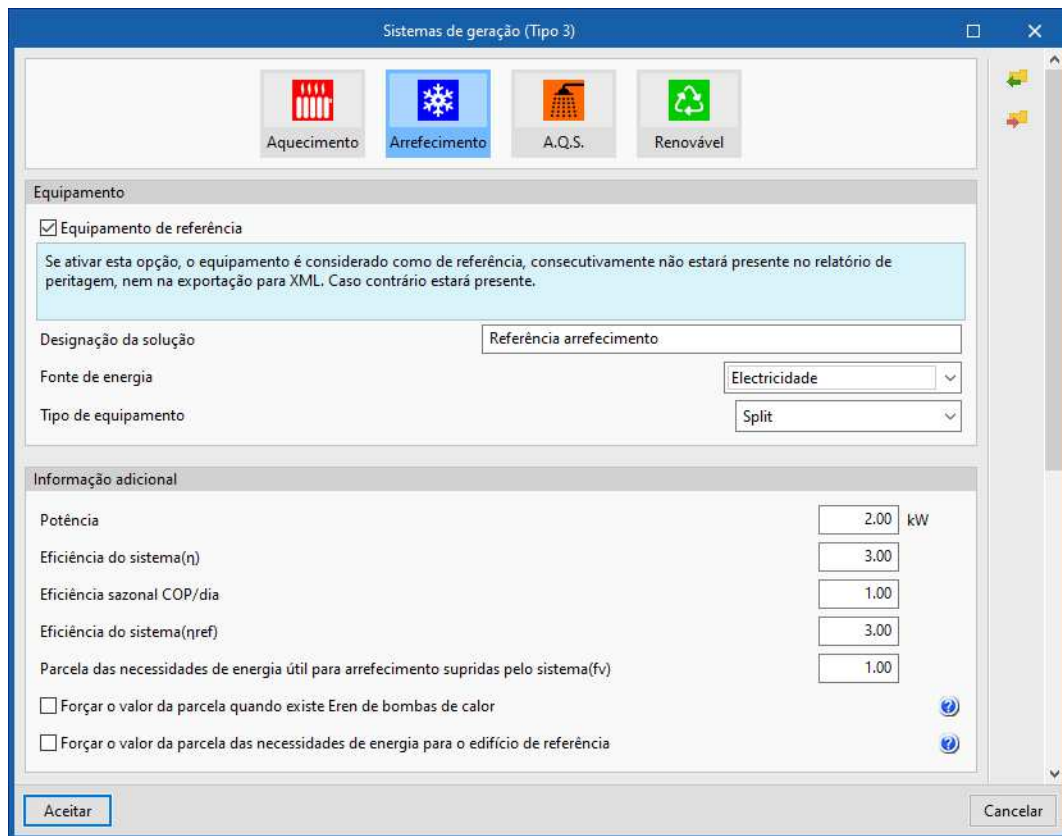 Sistemas de geração (Tipo 3)
Aquecimento
Arrefecimento
A.Q.S.
Renovável
Equipamento
Equipamento de referência
Se ativar esta opção, o equipamento é considerado como de referência, consecutivamente não estará presente no relatório de
peritagem, nem na exportação para XML. Caso contrário estará presente.
Designação da solução Referência arrefecimento
Fonte de energia Electricidade
Tipo de equipamento Split
Informação adicional
Potência 2.00 kW
Eficiência do sistema(η) 3.00
Eficiência sazonal COP/dia 1.00
Eficiência do sistema(ηref) 3.00
Parcela das necessidades de energia útil para arrefecimento supridas pelo sistema(fv) 1.00
Forçar o valor da parcela quando existe Eren de bombas de calor
Forçar o valor da parcela das necessidades de energia para o edifício de referência
Aceitar
Cancelar